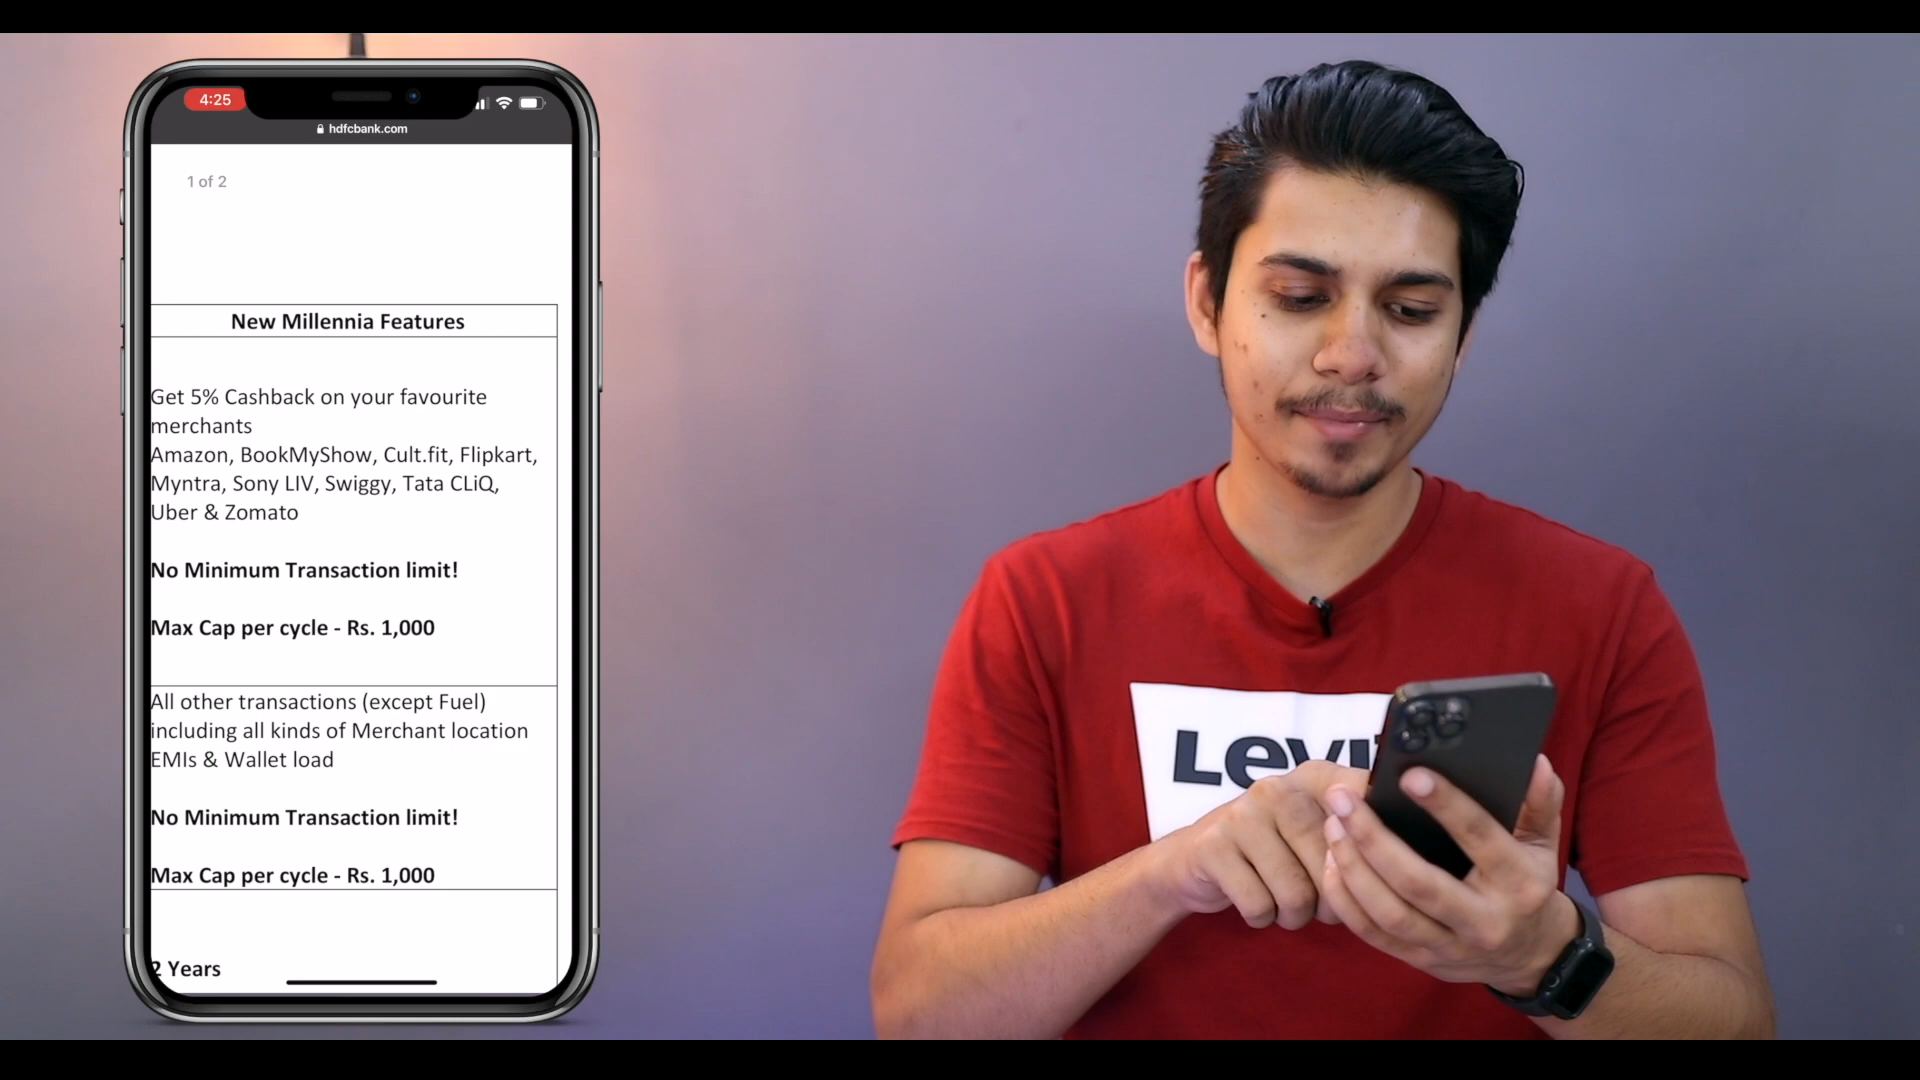 4:25
hdfcbank.com
1 of 2
New Millennia Features
Get 5% Cashback on your favourite
merchants
Amazon, BookMyShow, Cult.fit, Flipkart,
Myntra, Sony LIV, Swiggy, Tata CLiQ,
Uber & Zomato
No Minimum Transaction limit!
Max Cap per cycle - Rs. 1,000
All other transactions (except Fuel)
including all kinds of Merchant location
EMIs & Wallet load
No Minimum Transaction limit!
Max Cap per cycle - Rs. 1,000
2 Years
Levi